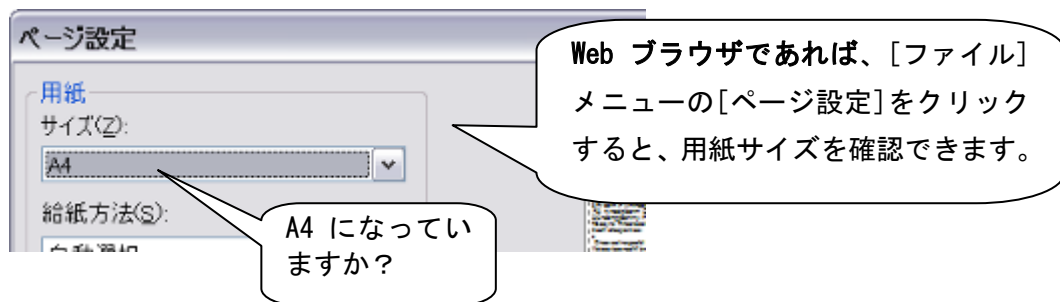 ページ設定
用紙
サイズ(Z):
A4
給紙方法(S):
Web ブラウザであれば、[ファイル]
メニューの[ページ設定]をクリック
すると、用紙サイズを確認できます。
A4 になってい
ますか？